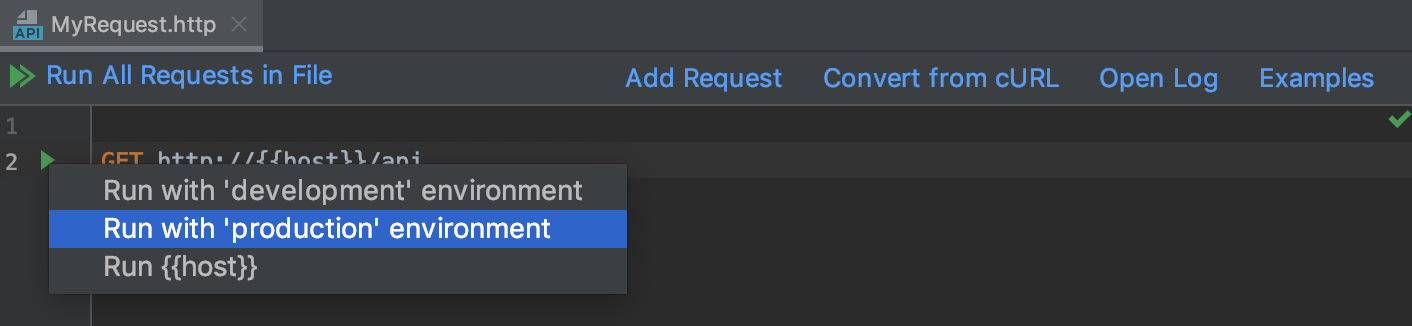 API MyRequest.http
Run All Requests in File Add Request Convert from cURL Open Log Examples
1
2 GET http://{{host}}/api
Run with 'development' environment
Run with 'production' environment
Run {{host}}